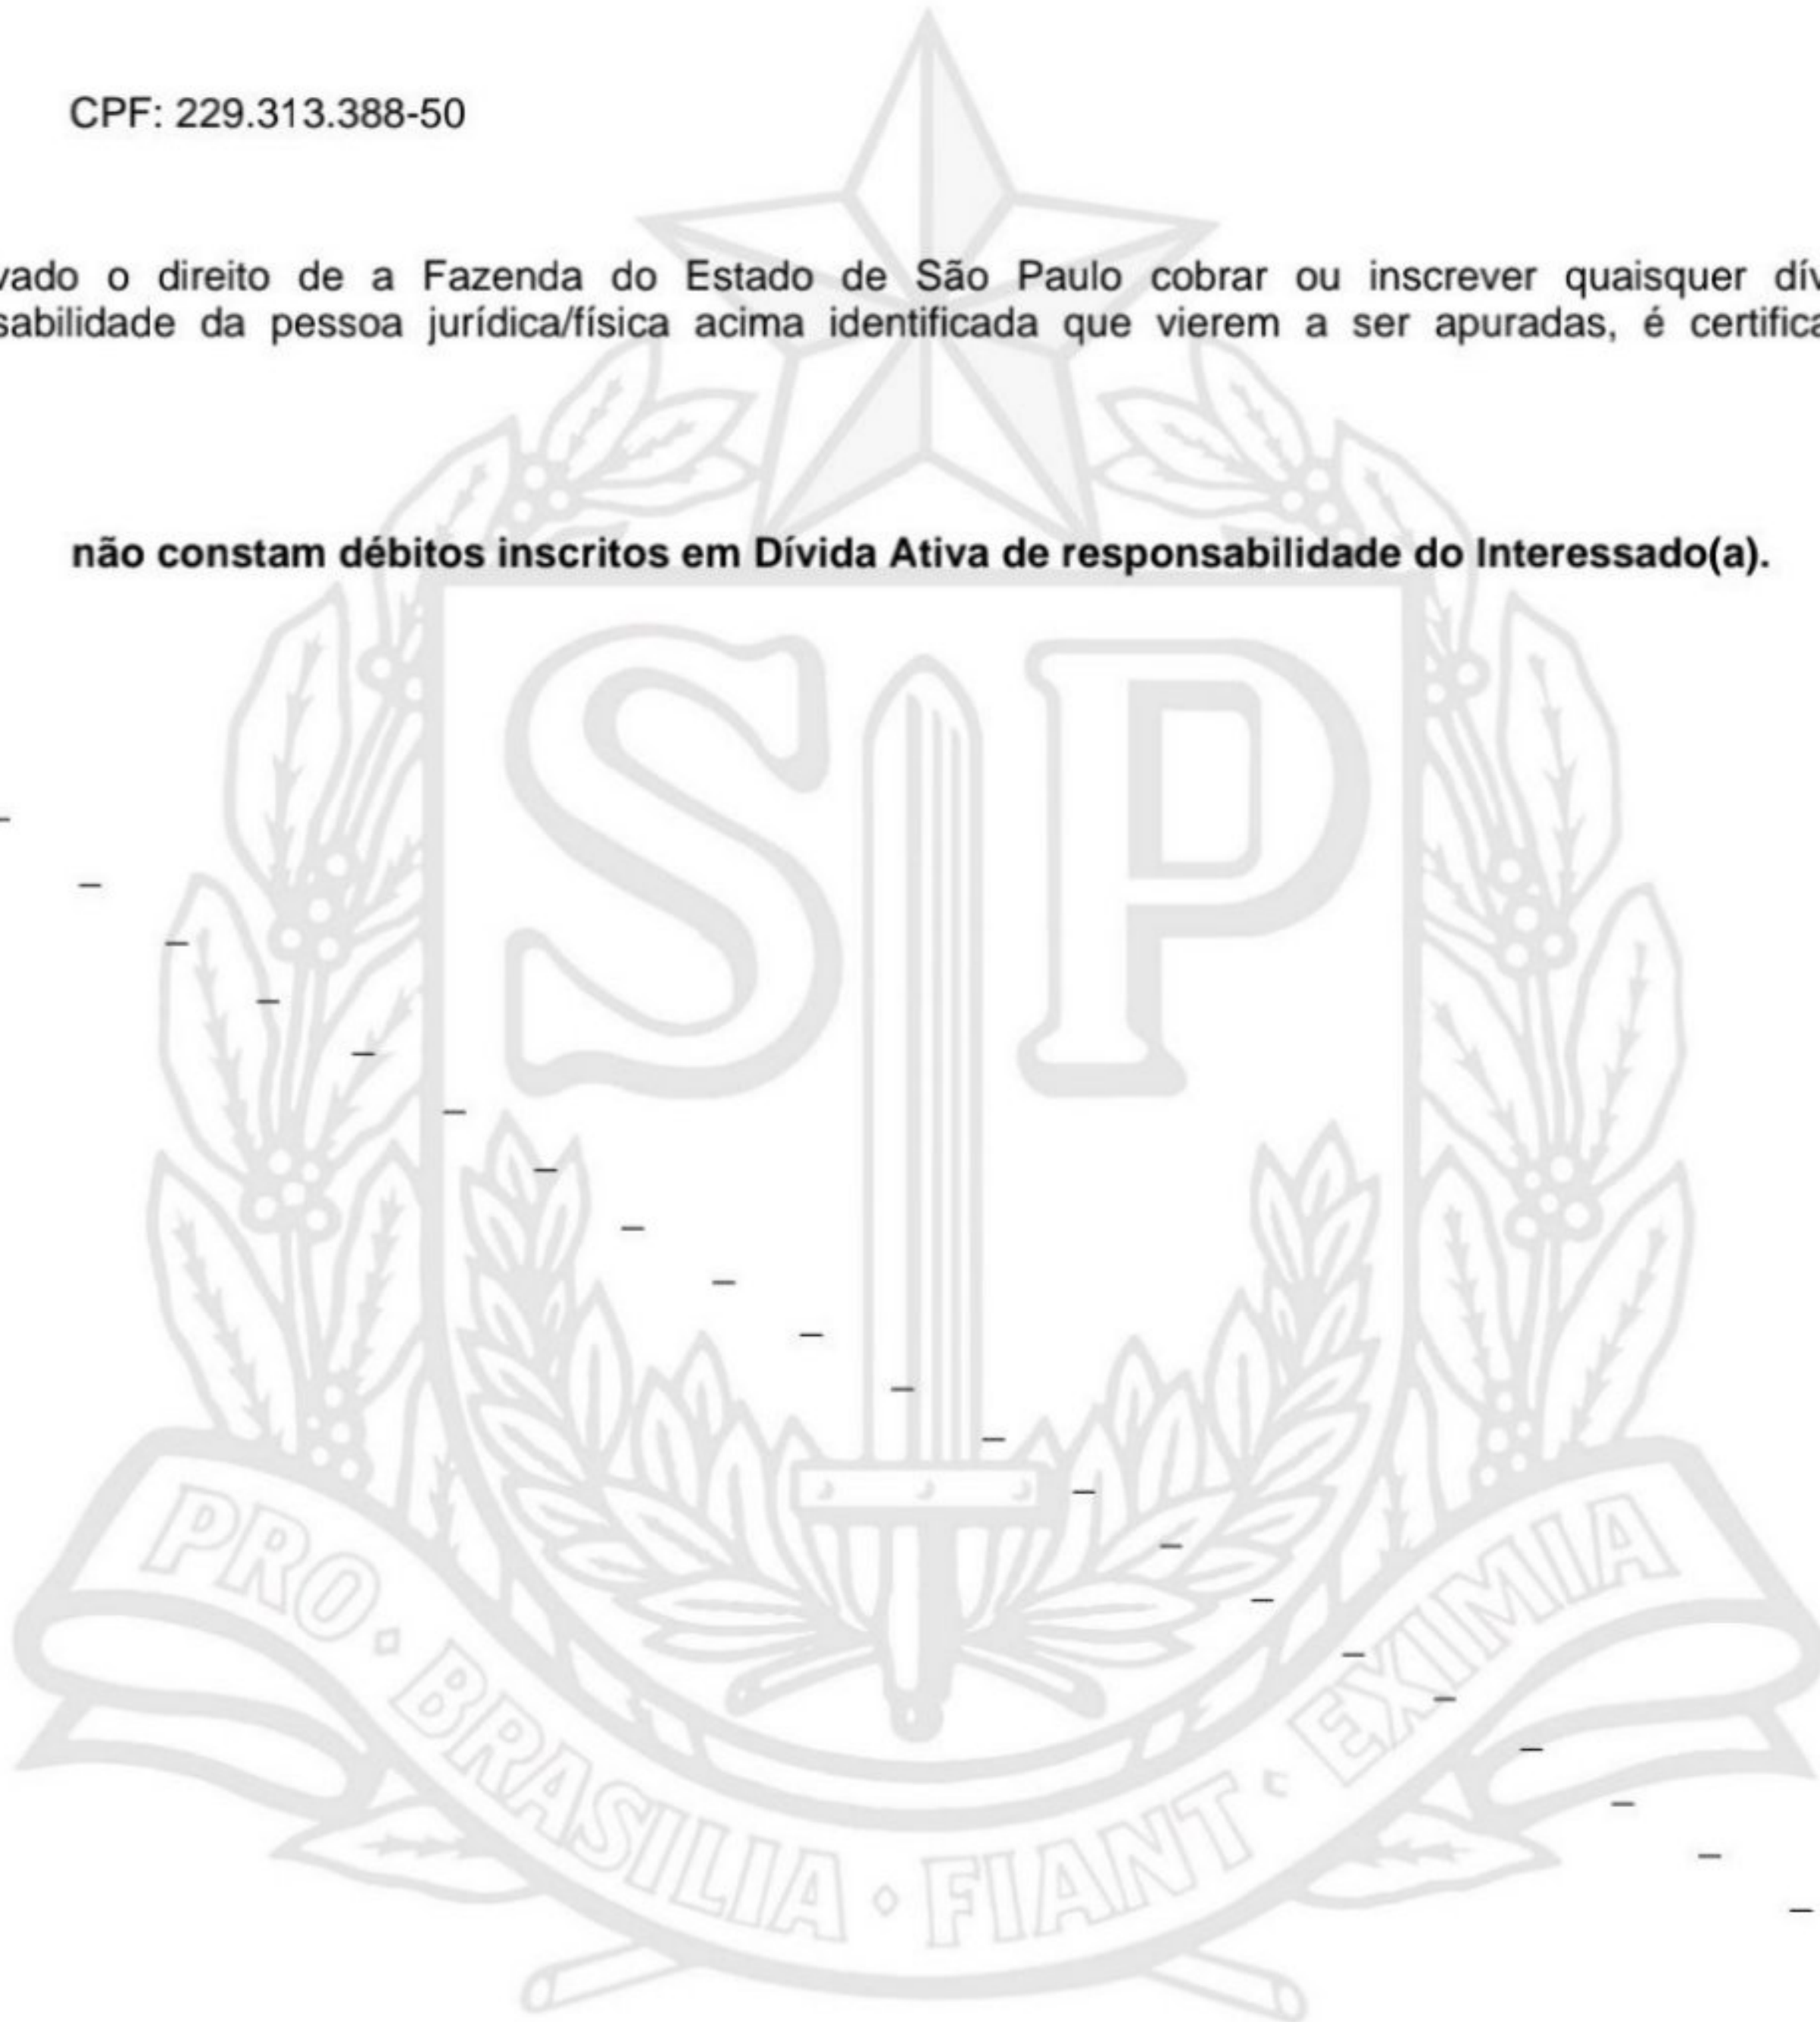 CPF: 229.313.388-50
vado o direito de a Fazenda do Estado de São Paulo cobrar ou inscrever quaisquer dív
sabilidade da pessoa jurídica/física acima identificada que vierem a ser apuradas, é certifica
não constam débitos inscritos em Dívida Ativa de responsabilidade do Interessado(a).
SP
PRO · BRASILIA · FIANT · EXIMIA